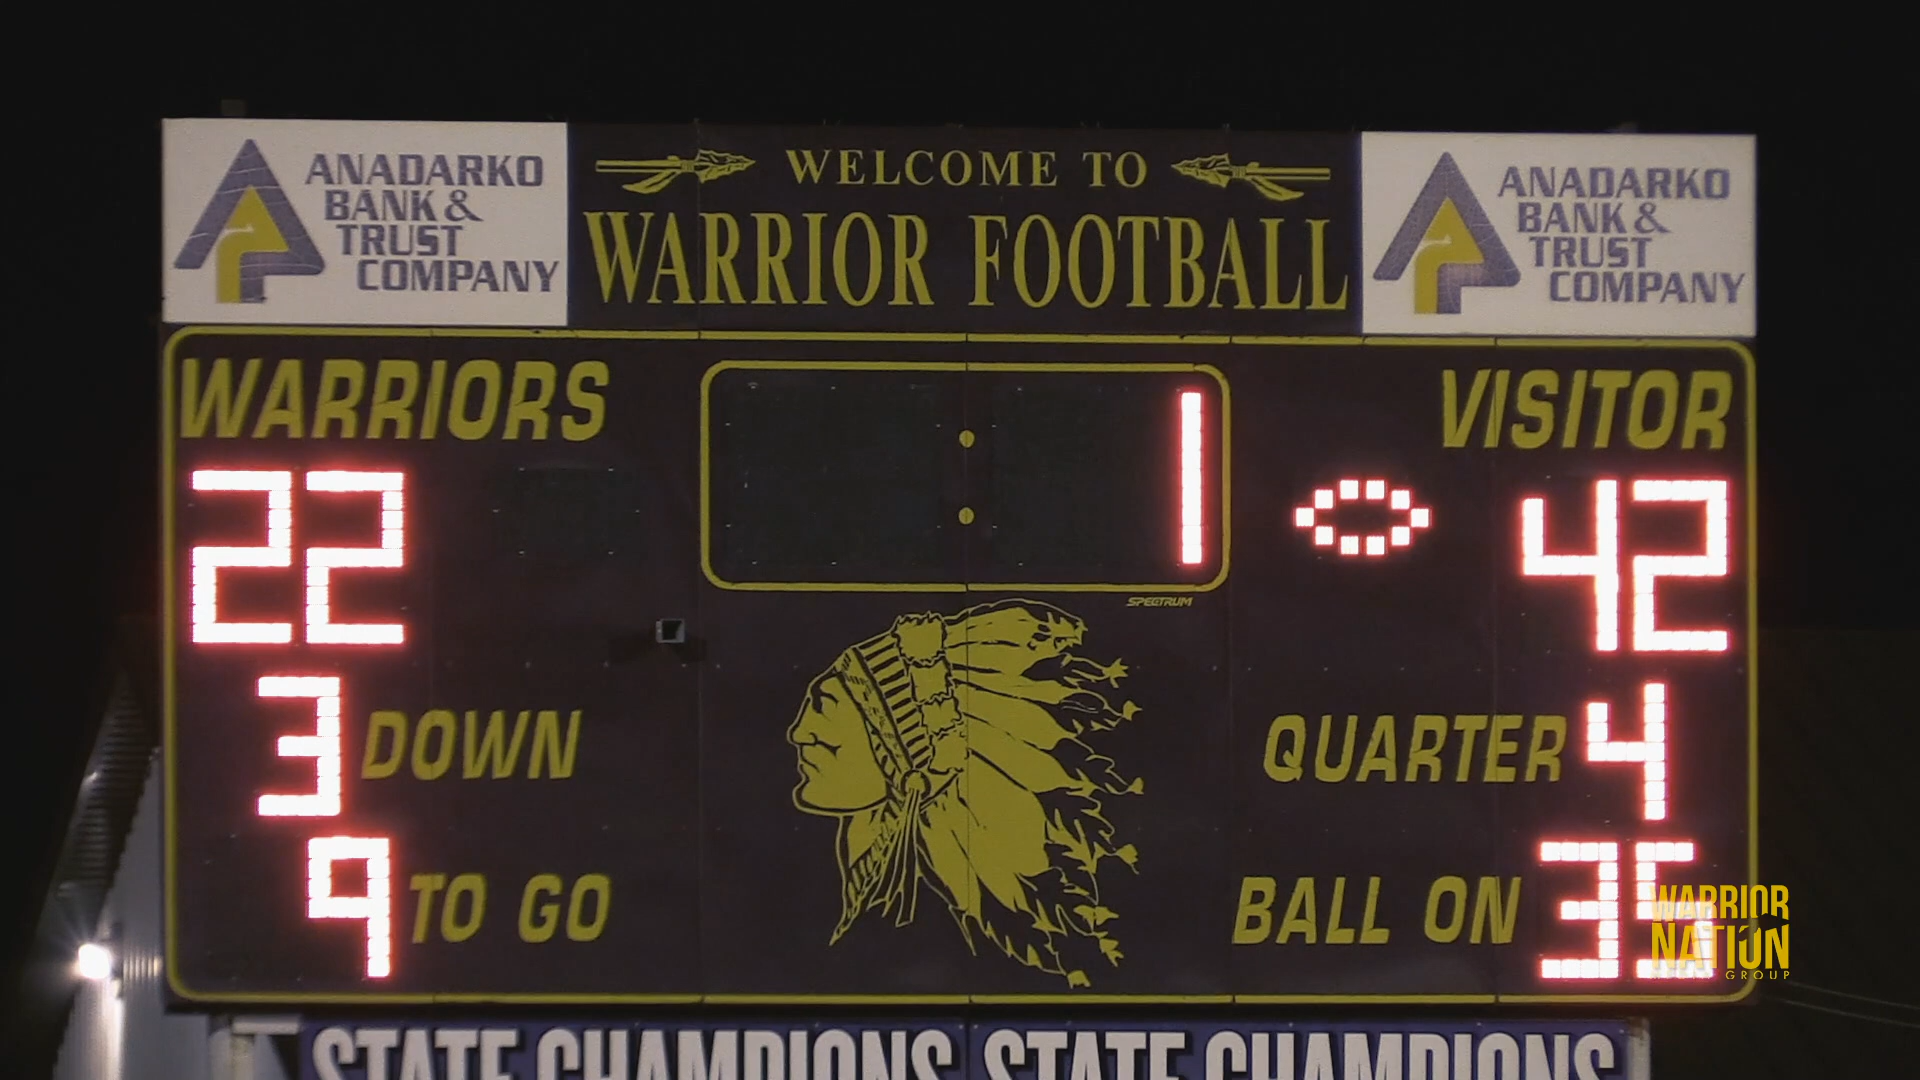 ANADARKO
BANK &
TRUST
COMPANY
WELCOME TO
WARRIOR FOOTBALL
ANADARKO
BANK &
TRUST
COMPANY
WARRIORS
VISITOR
22
1
42
SPECTRUM
3 DOWN
QUARTER 4
9 TO GO
BALL ON 35
WARRIOR
NATION
GROUP
STATE CHAMPIONS STATE CHAMPIONS